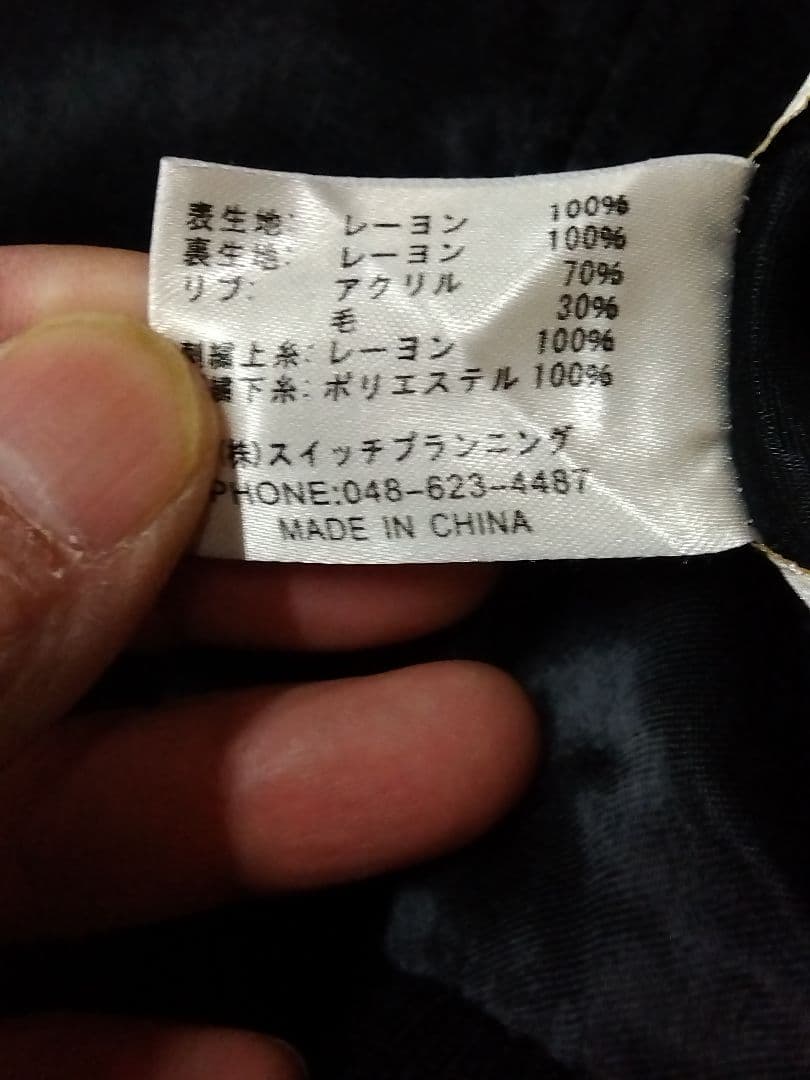 表生地: レーヨン 100%
裏生地: レーヨン 100%
リブ: アクリル 70%
毛 30%
刺繍上糸: レーヨン 100%
繍下糸: ポリエステル 100%
(株)スイッチプランニング
PHONE:048-623-4487
MADE IN CHINA